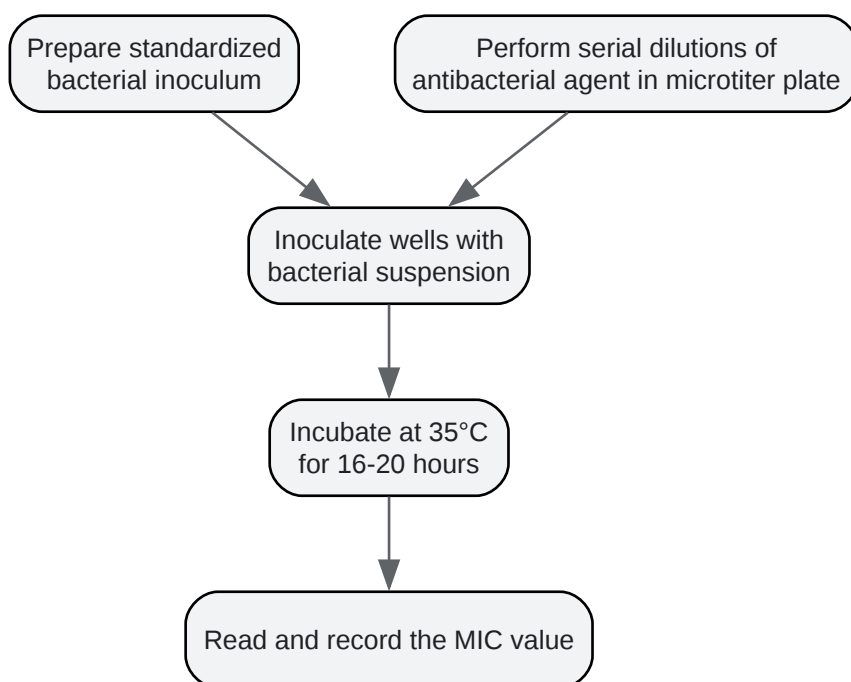 Prepare standardized
bacterial inoculum
Perform serial dilutions of
antibacterial agent in microtiter plate
Inoculate wells with
bacterial suspension
Incubate at 35°C
for 16-20 hours
Read and record the MIC value